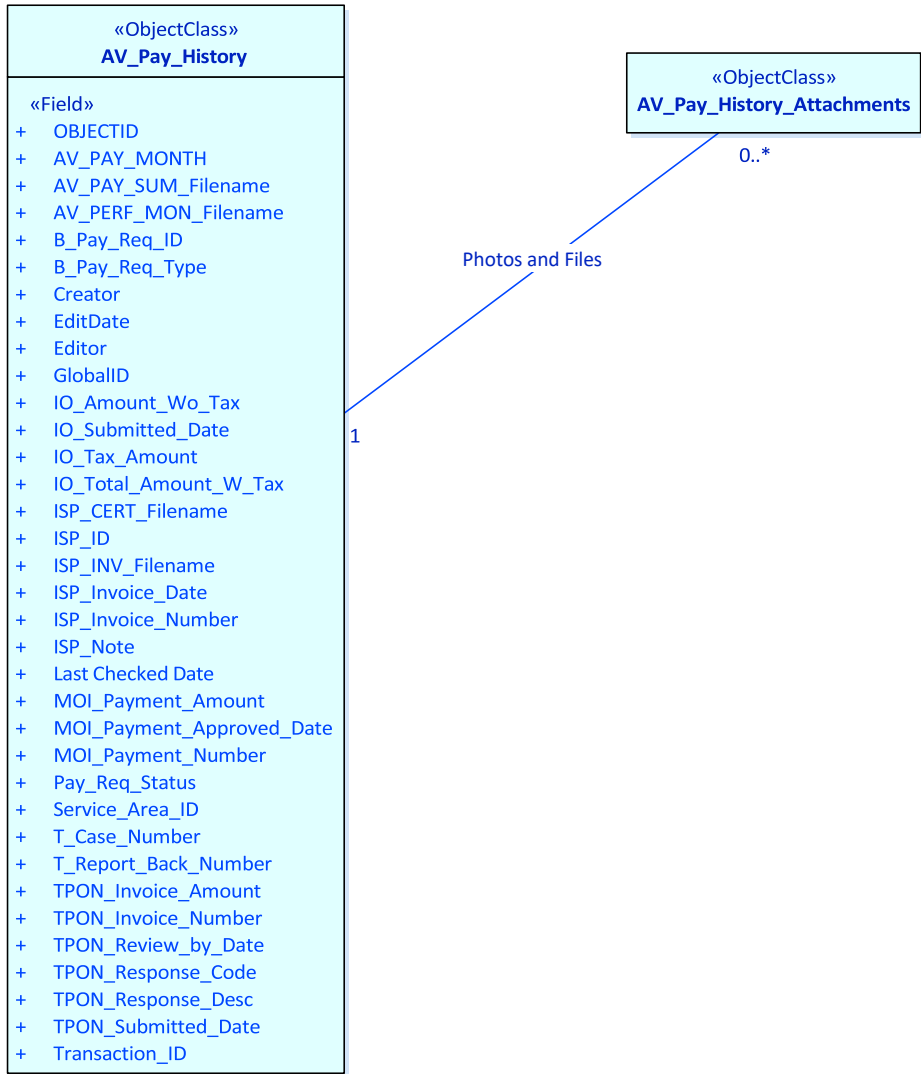 «ObjectClass»
AV_Pay_History
«Field»
+ OBJECTID
+ AV_PAY_MONTH
+ AV_PAY_SUM_Filename
+ AV_PERF_MON_Filename
+ B_Pay_Req_ID
+ B_Pay_Req_Type
+ Creator
+ EditDate
+ Editor
+ GlobalID
+ IO_Amount_Wo_Tax
+ IO_Submitted_Date
+ IO_Tax_Amount
+ IO_Total_Amount_W_Tax
+ ISP_CERT_Filename
+ ISP_ID
+ ISP_INV_Filename
+ ISP_Invoice_Date
+ ISP_Invoice_Number
+ ISP_Note
+ Last Checked Date
+ MOI_Payment_Amount
+ MOI_Payment_Approved_Date
+ MOI_Payment_Number
+ Pay_Req_Status
+ Service_Area_ID
+ T_Case_Number
+ T_Report_Back_Number
+ TPON_Invoice_Amount
+ TPON_Invoice_Number
+ TPON_Review_by_Date
+ TPON_Response_Code
+ TPON_Response_Desc
+ TPON_Submitted_Date
+ Transaction_ID
«ObjectClass»
AV_Pay_History_Attachments
0..*
Photos and Files
1